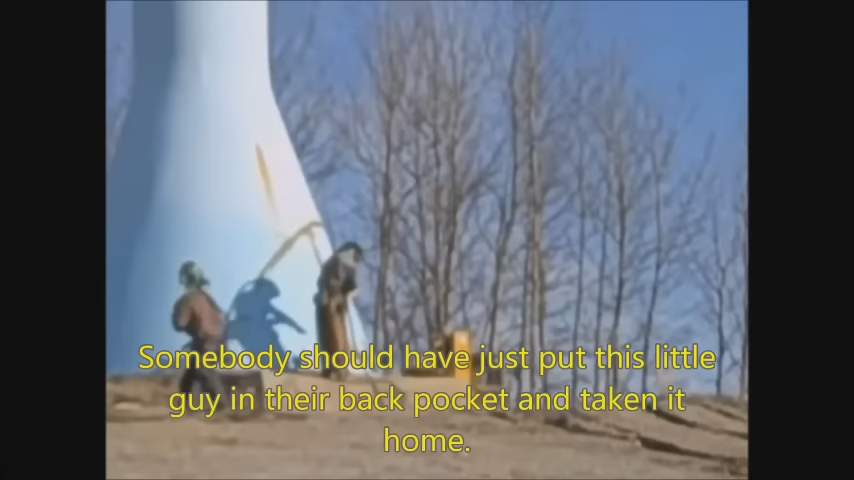 Somebody should have just put this little
guy in their back pocket and taken it
home.